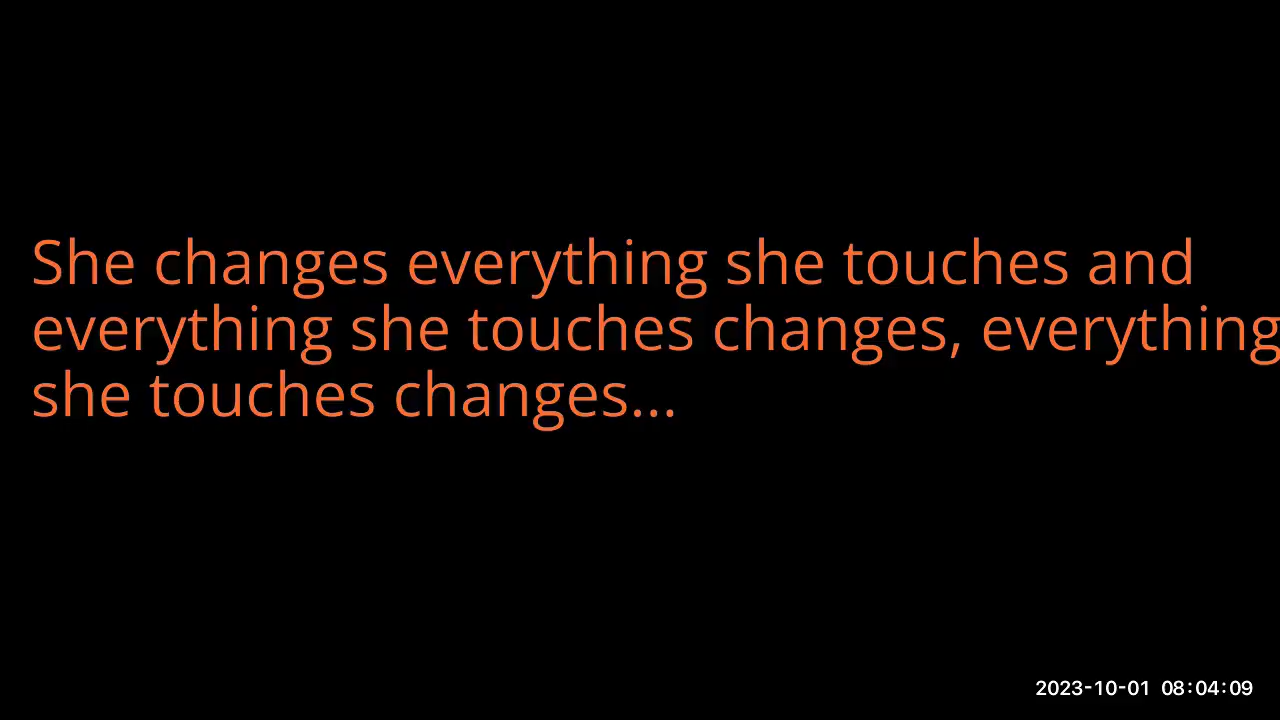 She changes everything she touches and
everything she touches changes, everything
she touches changes...
2023-10-01 08:04:09